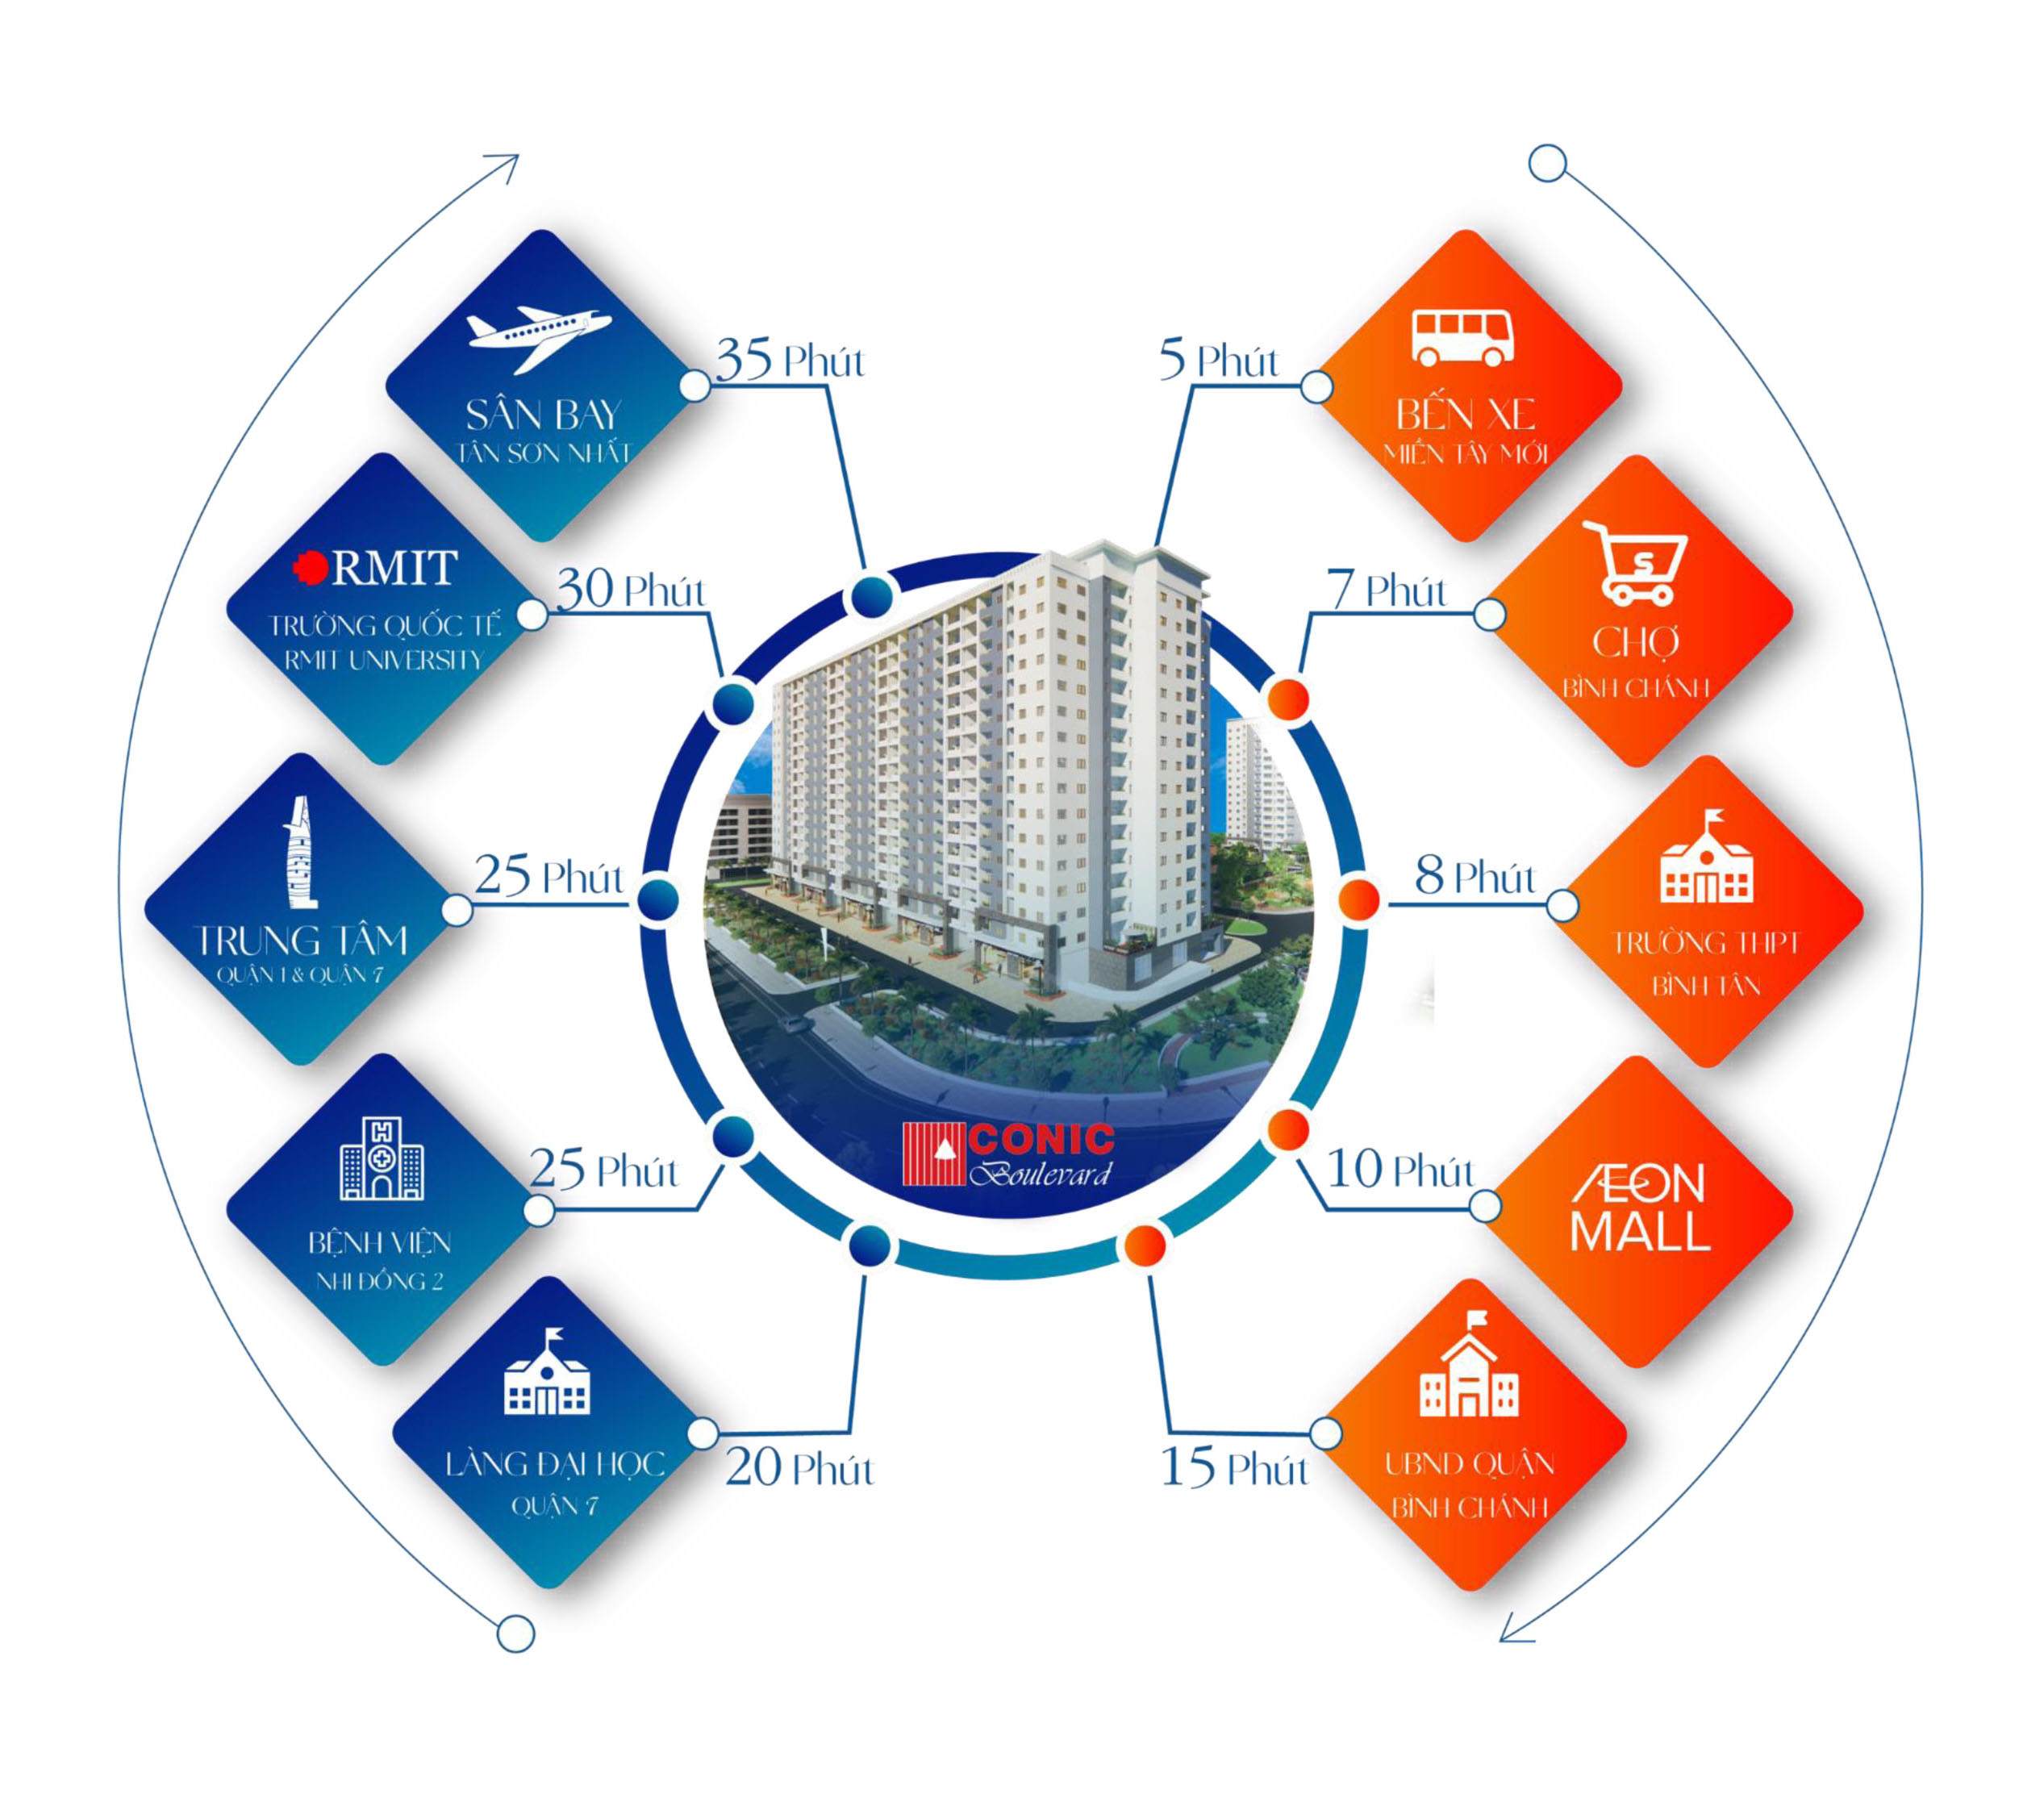 35 Phút
SÂN BAY
TÂN SƠN NHẤT
30 Phút
RMIT
TRƯỜNG QUỐC TẾ
RMIT UNIVERSITY
25 Phút
TRUNG TÂM
QUẬN 1 & QUẬN 7
25 Phút
H
BỆNH VIỆN
NHI ĐỒNG 2
20 Phút
LÀNG ĐẠI HỌC
QUẬN 7
CONIC
Boulevard
5 Phút
BẾN XE
MIỀN TÂY MỚI
7 Phút
S
CHỢ
BÌNH CHÁNH
8 Phút
TRƯỜNG THPT
BÌNH TÂN
10 Phút
ÆON
MALL
15 Phút
UBND QUẬN
BÌNH CHÁNH